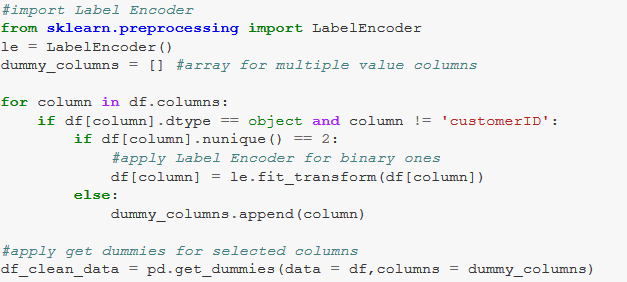 #import Label Encoder
from sklearn.preprocessing import LabelEncoder
le = LabelEncoder()
dummy_columns = [] #array for multiple value columns

for column in df.columns:
    if df[column].dtype == object and column != 'customerID':
        if df[column].nunique() == 2:
            #apply Label Encoder for binary ones
            df[column] = le.fit_transform(df[column])
        else:
            dummy_columns.append(column)

#apply get dummies for selected columns
df_clean_data = pd.get_dummies(data = df,columns = dummy_columns)